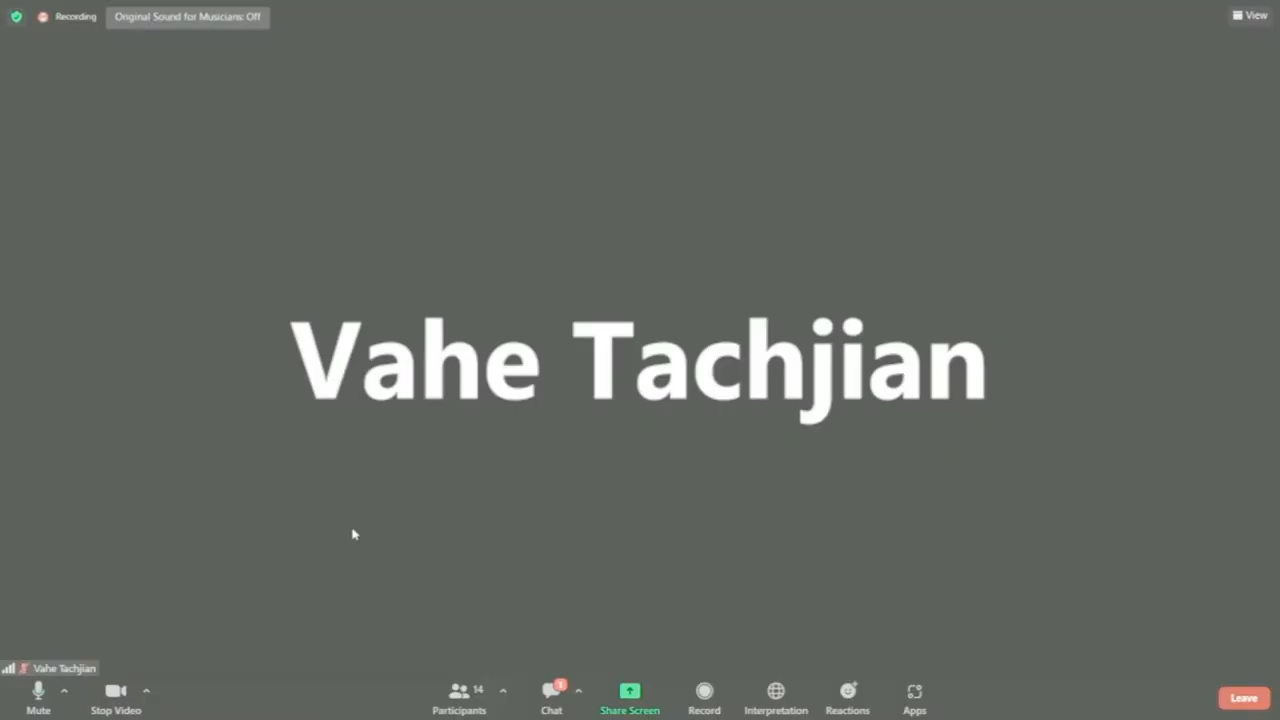 Recording
Original Sound for Musicians: Off
View
Vahe Tachjian
Vahe Tachjian
Mute
Stop Video
14
Participants
Chat
Share Screen
Record
Interpretation
Reactions
Apps
Leave